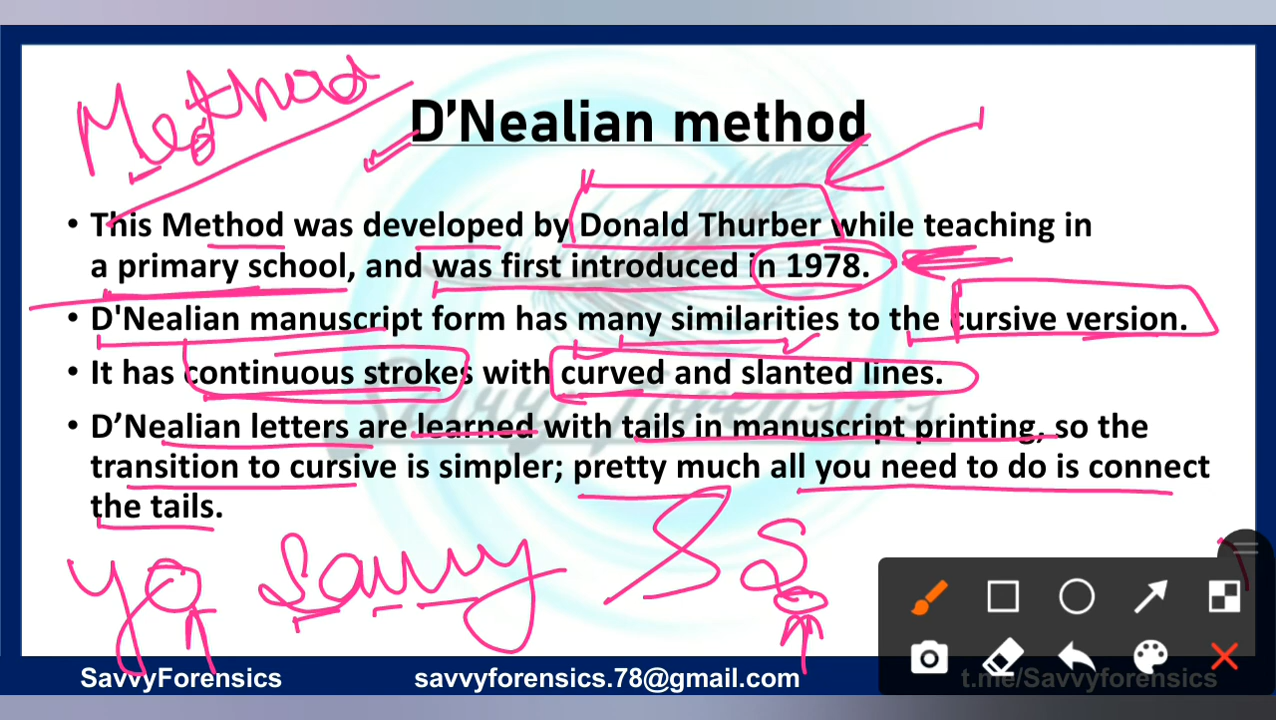 Method
D'Nealian method
• This Method was developed by Donald Thurber while teaching in
a primary school, and was first introduced in 1978.
• D'Nealian manuscript form has many similarities to the cursive version.
• It has continuous strokes with curved and slanted lines.
• D’Nealian letters are learned with tails in manuscript printing, so the
transition to cursive is simpler; pretty much all you need to do is connect
the tails.
Savvy Forensics
ya Savvy S S
SavvyForensics savvyforensics.78@gmail.com t.me/Savvyforensics